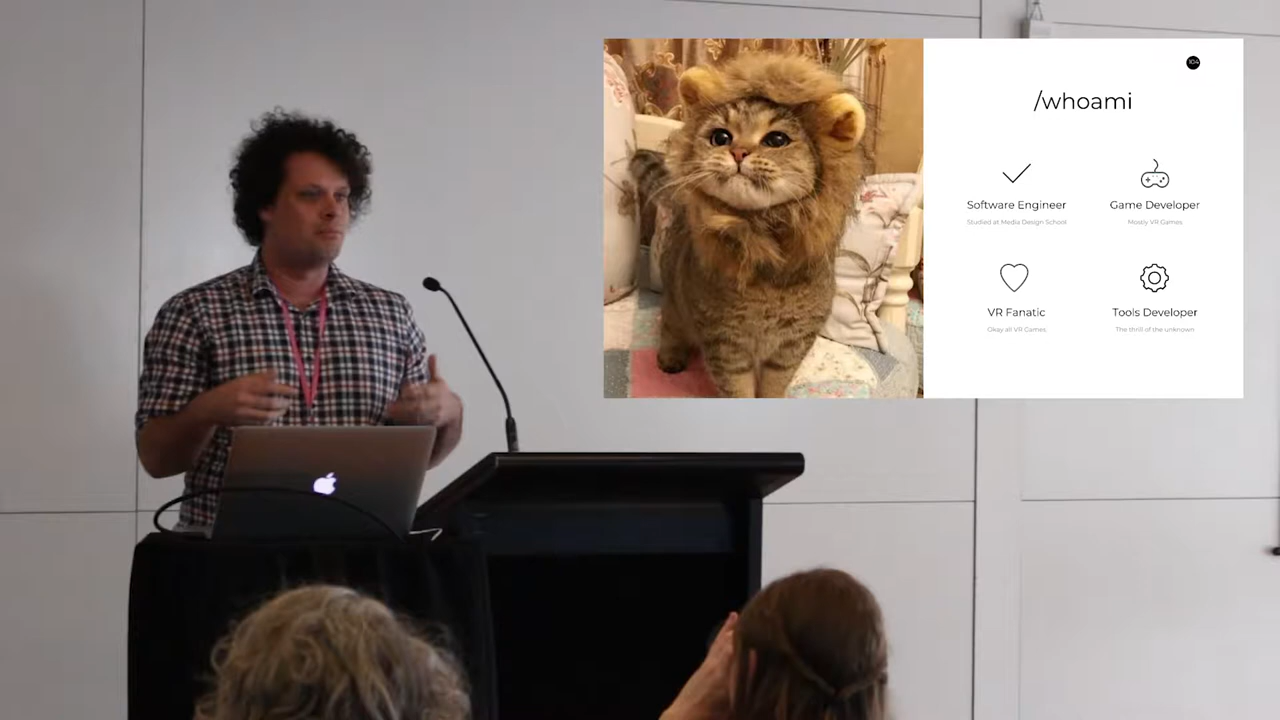 104
/whoami
Software Engineer
Studied at Media Design School
Game Developer
Mostly VR Games
VR Fanatic
Okay all VR Games
Tools Developer
The thrill of the unknown